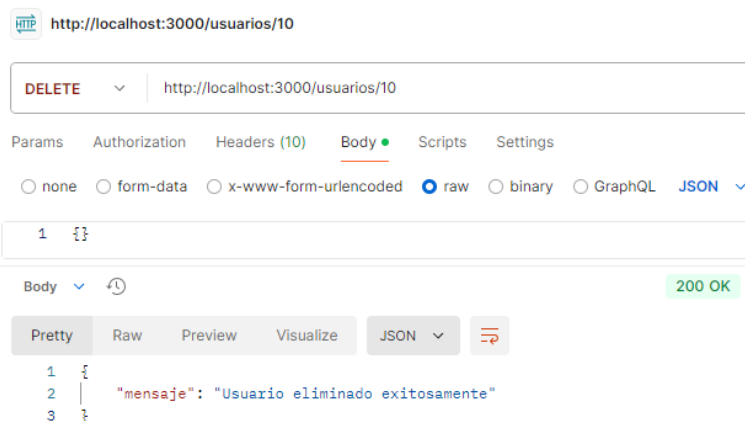 HTTP http://localhost:3000/usuarios/10
DELETE http://localhost:3000/usuarios/10
Params Authorization Headers (10) Body Scripts Settings
none form-data x-www-form-urlencoded raw binary GraphQL JSON
1 {}
Body 200 OK
Pretty Raw Preview Visualize JSON
1 {
2 "mensaje": "Usuario eliminado exitosamente"
3 }